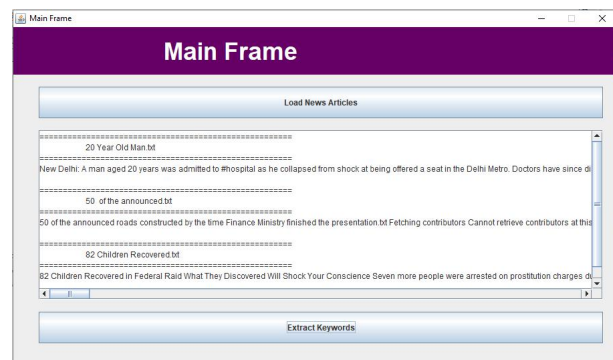 Main Frame
Main Frame
Load News Articles
======================================================
20 Year Old Man.txt
======================================================
New Delhi: A man aged 20 years was admitted to #hospital as he collapsed from shock at being offered a seat in the Delhi Metro. Doctors have since di
======================================================
50  of the announced.txt
======================================================
50 of the announced roads constructed by the time Finance Ministry finished the presentation.txt Fetching contributors Cannot retrieve contributors at this
======================================================
82 Children Recovered.txt
======================================================
82 Children Recovered in Federal Raid What They Discovered Will Shock Your Conscience Seven more people were arrested on prostitution charges du
Extract Keywords